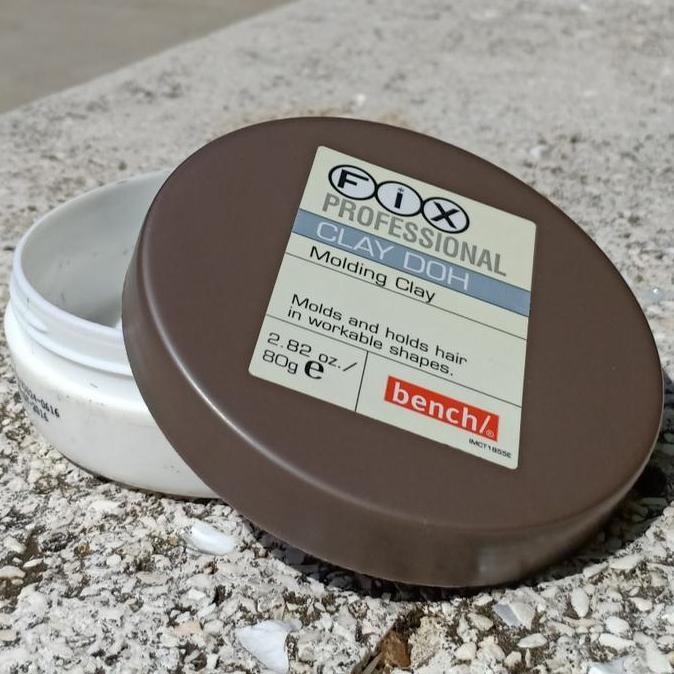 FiX
PROFESSIONAL
CLAY DOH
Molding Clay
Molds and holds hair
in workable shapes.
2.82 oz./
80g e
bench/®
IMCT1855E